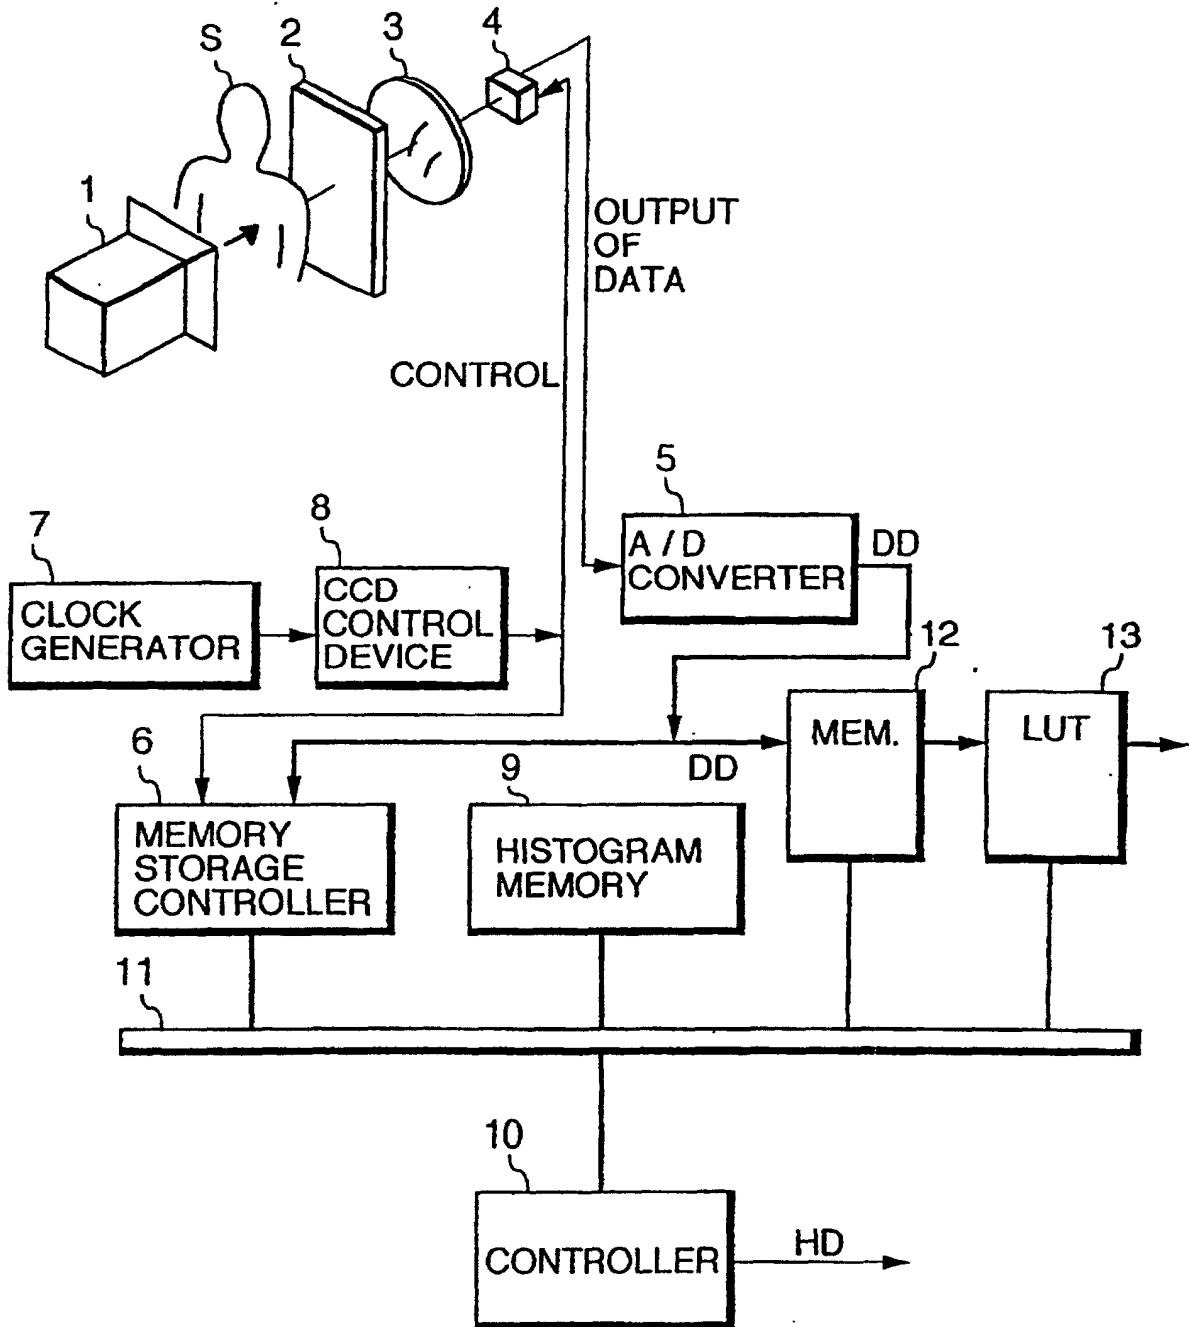 S
2
3
4
1
OUTPUT
OF
DATA
CONTROL
5
A / D
CONVERTER
DD
7
CLOCK
GENERATOR
8
CCD
CONTROL
DEVICE
12
MEM.
13
LUT
6
MEMORY
STORAGE
CONTROLLER
DD
9
HISTOGRAM
MEMORY
11
10
CONTROLLER
HD